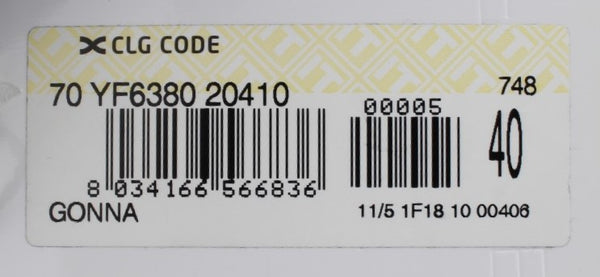 CLG CODE
70 YF6380 20410
748
00005
40
8 034166 566836
GONNA
11/5 1F18 10 00406